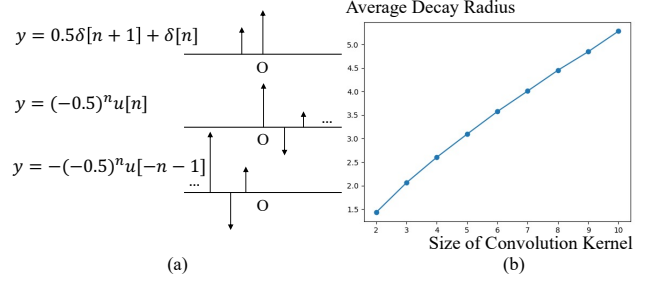 y = 0.5δ[n + 1] + δ[n]
O
y = (−0.5)ⁿu[n]
...
O
y = −(−0.5)ⁿu[−n − 1]
...
O
(a)
Average Decay Radius
5.0
4.5
4.0
3.5
3.0
2.5
2.0
1.5
2 3 4 5 6 7 8 9 10
Size of Convolution Kernel
(b)